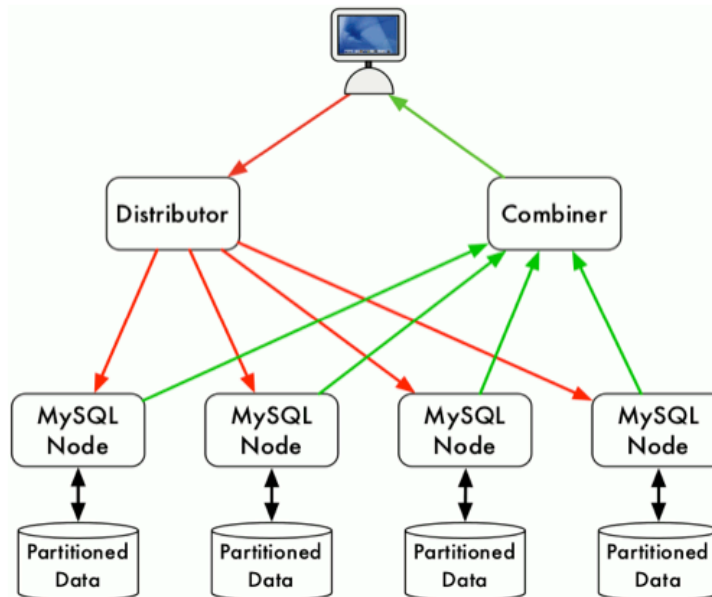 Distributor
Combiner
MySQL
Node
MySQL
Node
MySQL
Node
MySQL
Node
Partitioned
Data
Partitioned
Data
Partitioned
Data
Partitioned
Data